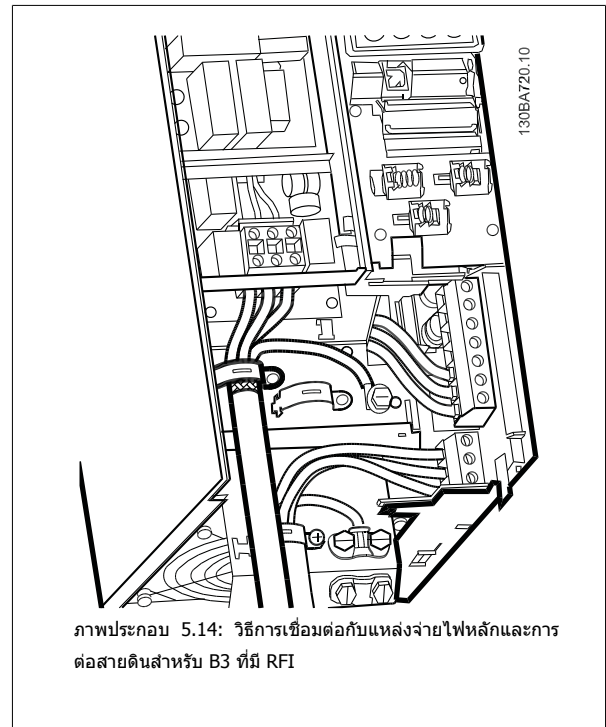 130BA720.10
ภาพประกอบ 5.14: วิธีการเชื่อมต่อกับแหล่งจ่ายไฟหลักและการ
ต่อสายดินสำหรับ B3 ที่มี RFI